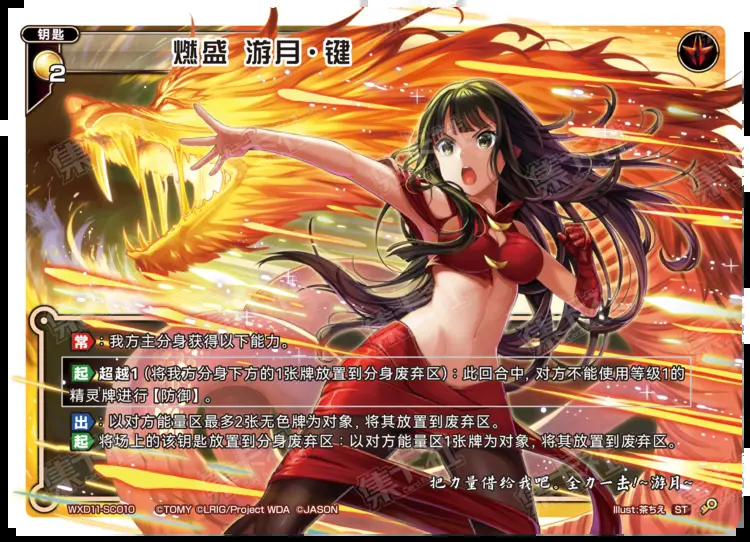 钥匙
2
燃盛 游月·键
常：我方主分身获得以下能力。
起 超越1（将我方分身下方的1张牌放置到分身废弃区）：此回合中，对方不能使用等级1的
精灵牌进行【防御】。
出：以对方能量区最多2张无色牌为对象，将其放置到废弃区。
起 将场上的该钥匙放置到分身废弃区：以对方能量区1张牌为对象，将其放置到废弃区。
把力量借给我吧。全力一击！~游月~
WXD11-SC010 ©TOMY ©LRIG/Project WDA ©JASON Illust:茶ちえ ST